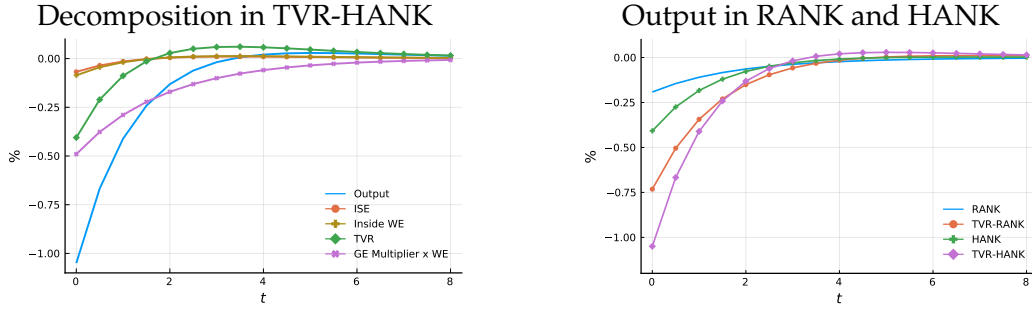 Decomposition in TVR-HANK
0.00
−0.25
−0.50
−0.75
−1.00
%
Output
ISE
Inside WE
TVR
GE Multiplier x WE
0
2
4
6
8
t
Output in RANK and HANK
0.00
−0.25
−0.50
−0.75
−1.00
%
RANK
TVR-RANK
HANK
TVR-HANK
0
2
4
6
8
t